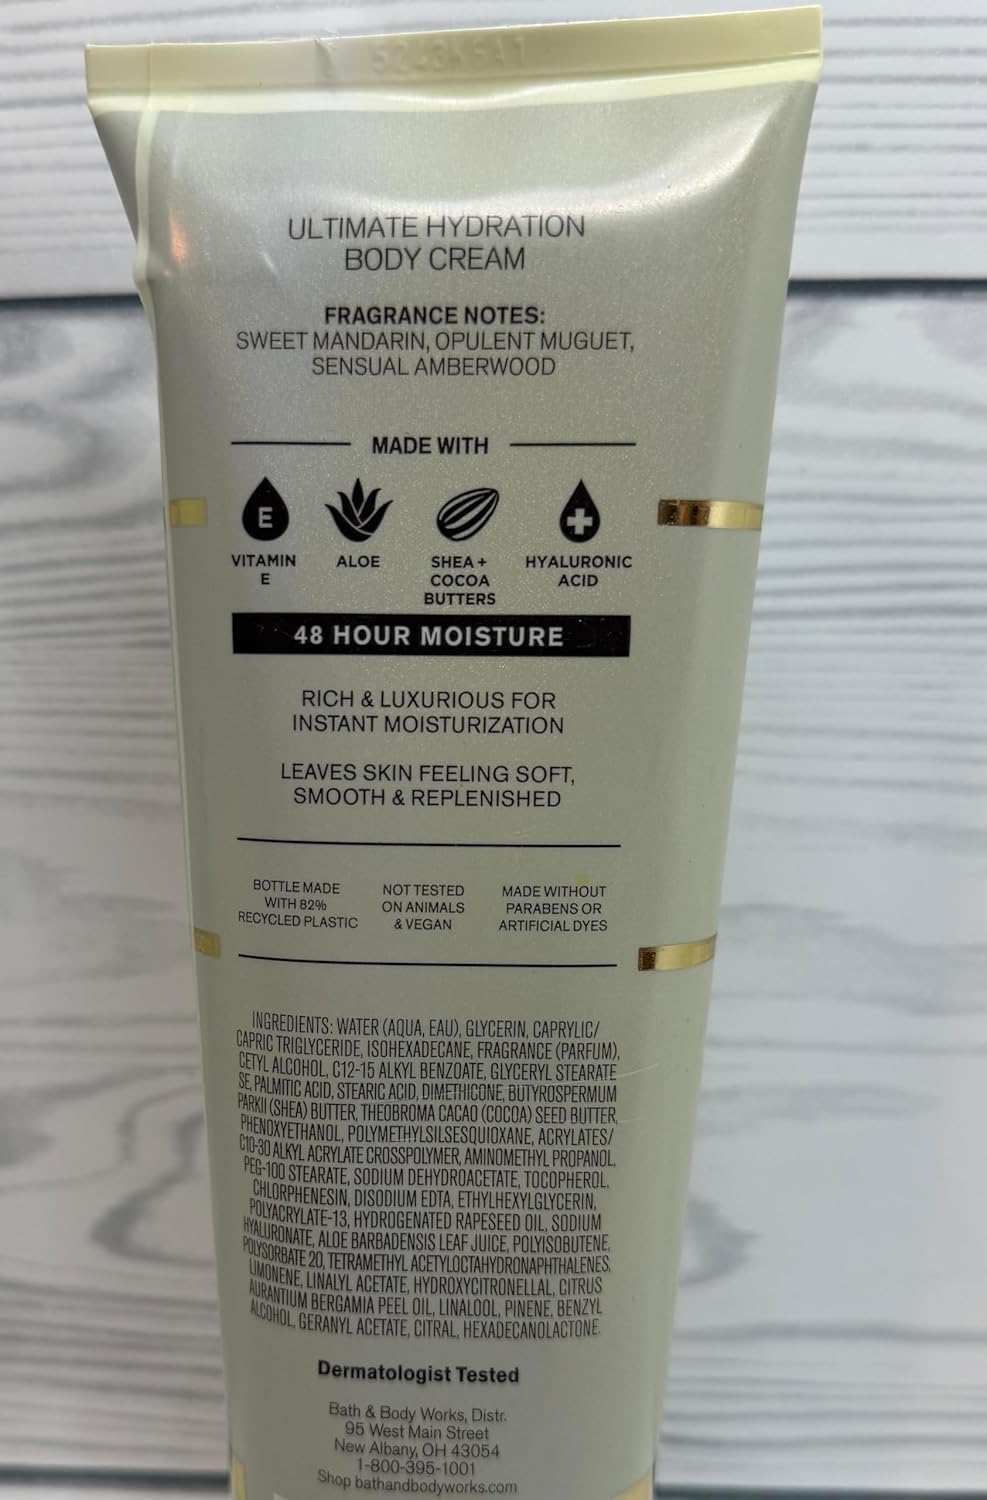 5243KFA1
ULTIMATE HYDRATION
BODY CREAM
FRAGRANCE NOTES:
SWEET MANDARIN, OPULENT MUGUET,
SENSUAL AMBERWOOD
MADE WITH
E
VITAMIN
E
ALOE
SHEA +
COCOA
BUTTERS
HYALURONIC
ACID
48 HOUR MOISTURE
RICH & LUXURIOUS FOR
INSTANT MOISTURIZATION
LEAVES SKIN FEELING SOFT,
SMOOTH & REPLENISHED
BOTTLE MADE
WITH 82%
RECYCLED PLASTIC
NOT TESTED
ON ANIMALS
& VEGAN
MADE WITHOUT
PARABENS OR
ARTIFICIAL DYES
INGREDIENTS: WATER (AQUA, EAU), GLYCERIN, CAPRYLIC/
CAPRIC TRIGLYCERIDE, ISOHEXADECANE, FRAGRANCE (PARFUM),
CETYL ALCOHOL, C12-15 ALKYL BENZOATE, GLYCERYL STEARATE
SE, PALMITIC ACID, STEARIC ACID, DIMETHICONE, BUTYROSPERMUM
PARKII (SHEA) BUTTER, THEOBROMA CACAO (COCOA) SEED BUTTER,
PHENOXYETHANOL, POLYMETHYLSILSESQUIOXANE, ACRYLATES/
C10-30 ALKYL ACRYLATE CROSSPOLYMER, AMINOMETHYL PROPANOL,
PEG-100 STEARATE, SODIUM DEHYDROACETATE, TOCOPHEROL,
CHLORPHENESIN, DISODIUM EDTA, ETHYLHEXYLGLYCERIN,
POLYACRYLATE-13, HYDROGENATED RAPESEED OIL, SODIUM
HYALURONATE, ALOE BARBADENSIS LEAF JUICE, POLYISOBUTENE,
POLYSORBATE 20, TETRAMETHYL ACETYLOCTAHYDRONAPHTHALENES,
LIMONENE, LINALYL ACETATE, HYDROXYCITRONELLAL, CITRUS
AURANTIUM BERGAMIA PEEL OIL, LINALOOL, PINENE, BENZYL
ALCOHOL, GERANYL ACETATE, CITRAL, HEXADECANOLACTONE.
Dermatologist Tested
Bath & Body Works, Distr.
95 West Main Street
New Albany, OH 43054
1-800-395-1001
Shop bathandbodyworks.com